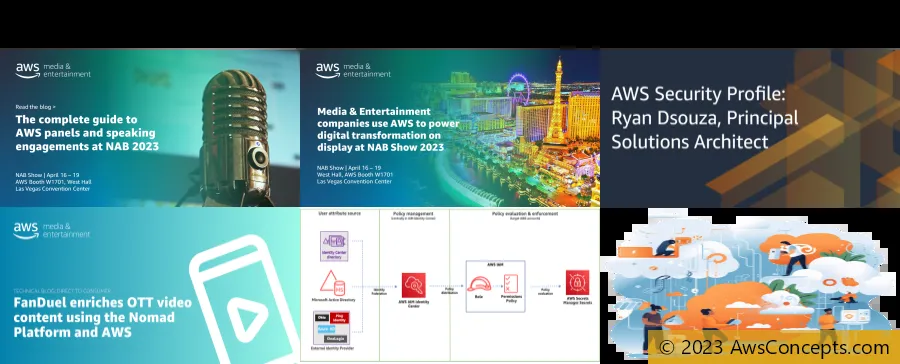 aws media &
entertainment
Read the blog >
The complete guide to
AWS panels and speaking
engagements at NAB 2023
NAB Show | April 16 – 19
AWS Booth W1701, West Hall
Las Vegas Convention Center
aws media &
entertainment
Media & Entertainment
companies use AWS to power
digital transformation on
display at NAB Show 2023
NAB Show | April 16 – 19
West Hall, AWS Booth W1701
Las Vegas Convention Center
AWS Security Profile:
Ryan Dsouza, Principal
Solutions Architect
aws media &
entertainment
TECHNICAL BLOG: DIRECT TO CONSUMER
FanDuel enriches OTT video
content using the Nomad
Platform and AWS
User attribute source
Policy management
Policy evaluation & enforcement
Identity Center
directory
Microsoft Active Directory
Okta
Ping
Identity
Azure AD
OneLogin
External Identity Provider
Identity
Federation
AWS IAM Identity
Center
Policy
distribution
AWS IAM
Role
Permissions
Policy
Policy
evaluation
AWS Secrets
Manager Secrets
© 2023 AwsConcepts.com